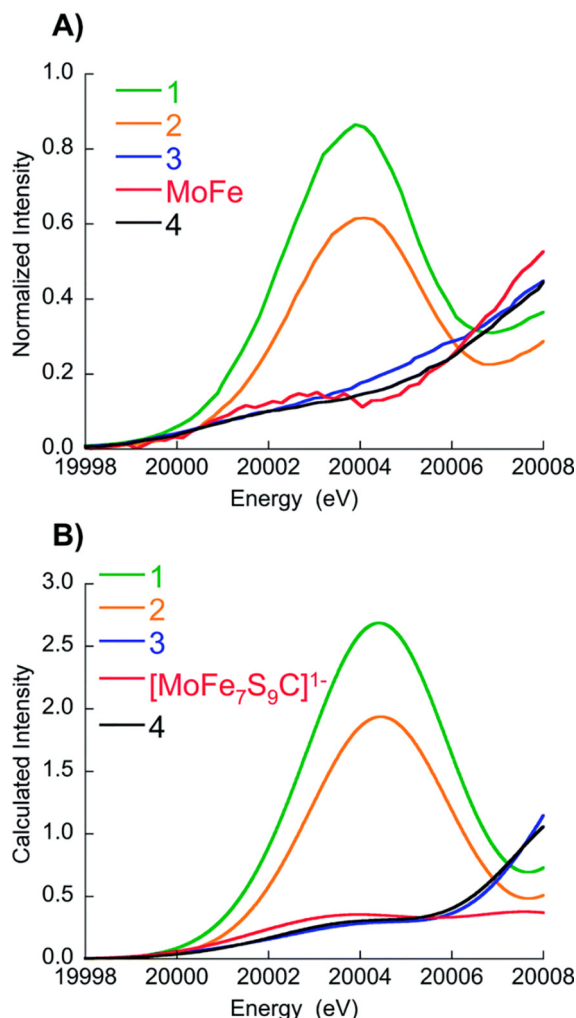 A)
1.0
0.8
0.6
0.4
0.2
0.0
Normalized Intensity
1
2
3
MoFe
4
19998 20000 20002 20004 20006 20008
Energy (eV)
B)
3.0
2.5
2.0
1.5
1.0
0.5
0.0
Calculated Intensity
1
2
3
[MoFe₇S₉C]¹⁻
4
19998 20000 20002 20004 20006 20008
Energy (eV)